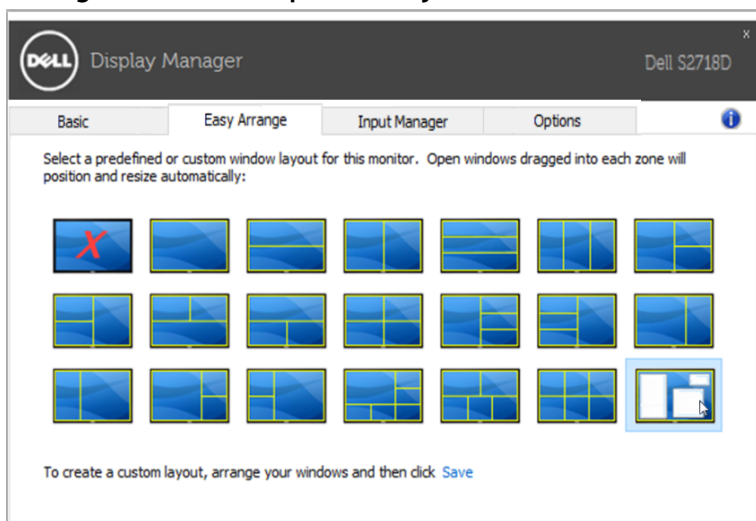 DELL
Display Manager
x
Dell S2718D
Basic
Easy Arrange
Input Manager
Options
i
Select a predefined or custom window layout for this monitor. Open windows dragged into each zone will
position and resize automatically:
X
To create a custom layout, arrange your windows and then click Save